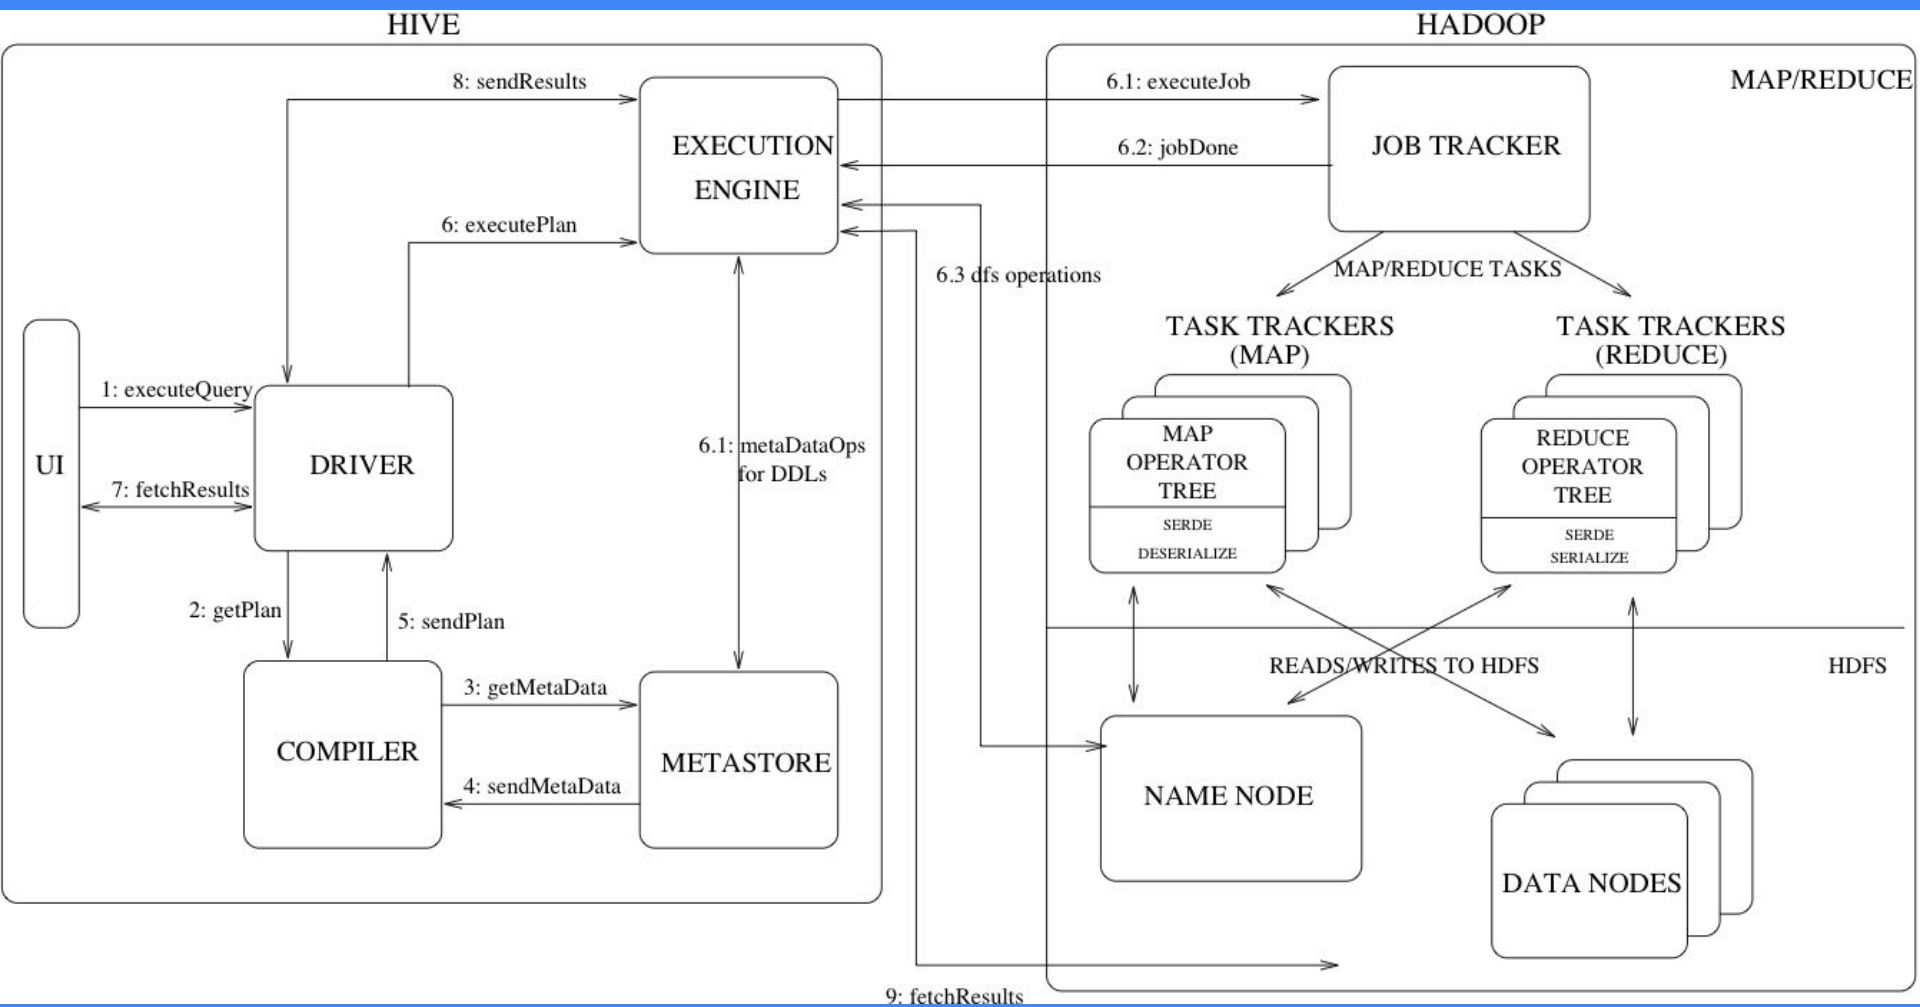 HIVE
HADOOP
8: sendResults
6.1: executeJob
MAP/REDUCE
EXECUTION
ENGINE
6.2: jobDone
JOB TRACKER
6: executePlan
6.3 dfs operations
MAP/REDUCE TASKS
TASK TRACKERS
(MAP)
TASK TRACKERS
(REDUCE)
1: executeQuery
UI
DRIVER
7: fetchResults
6.1: metaDataOps
for DDLs
MAP
OPERATOR
TREE
SERDE
DESERIALIZE
REDUCE
OPERATOR
TREE
SERDE
SERIALIZE
2: getPlan
5: sendPlan
READS/WRITES TO HDFS
HDFS
3: getMetaData
COMPILER
METASTORE
4: sendMetaData
NAME NODE
DATA NODES
9: fetchResults